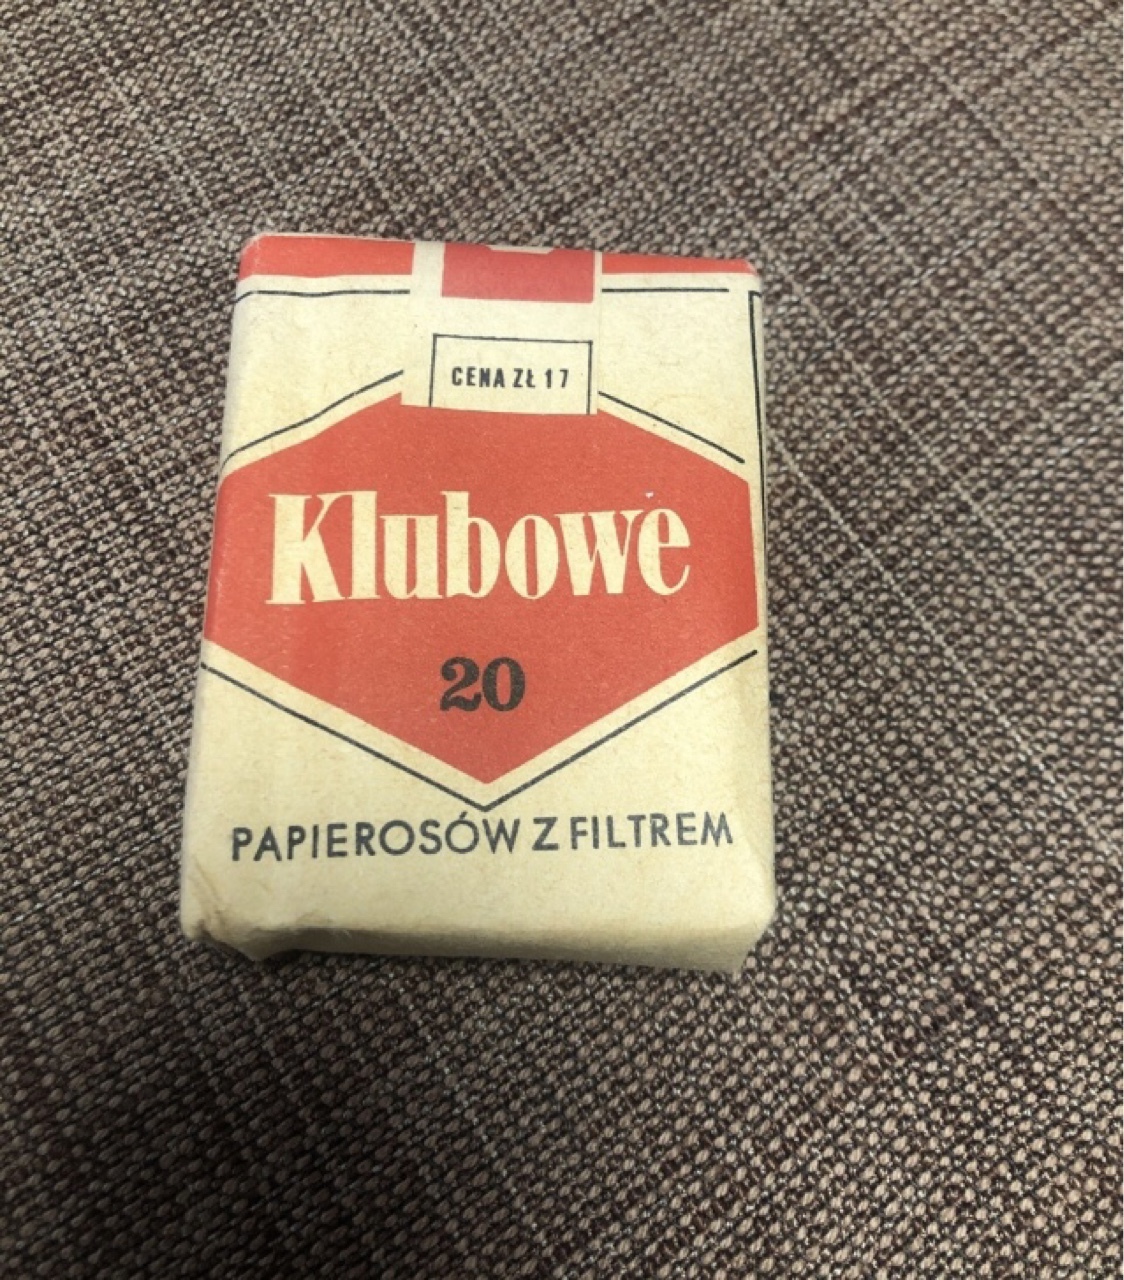 CENA ZŁ 17
Klubowe
20
PAPIEROSÓW Z FILTREM